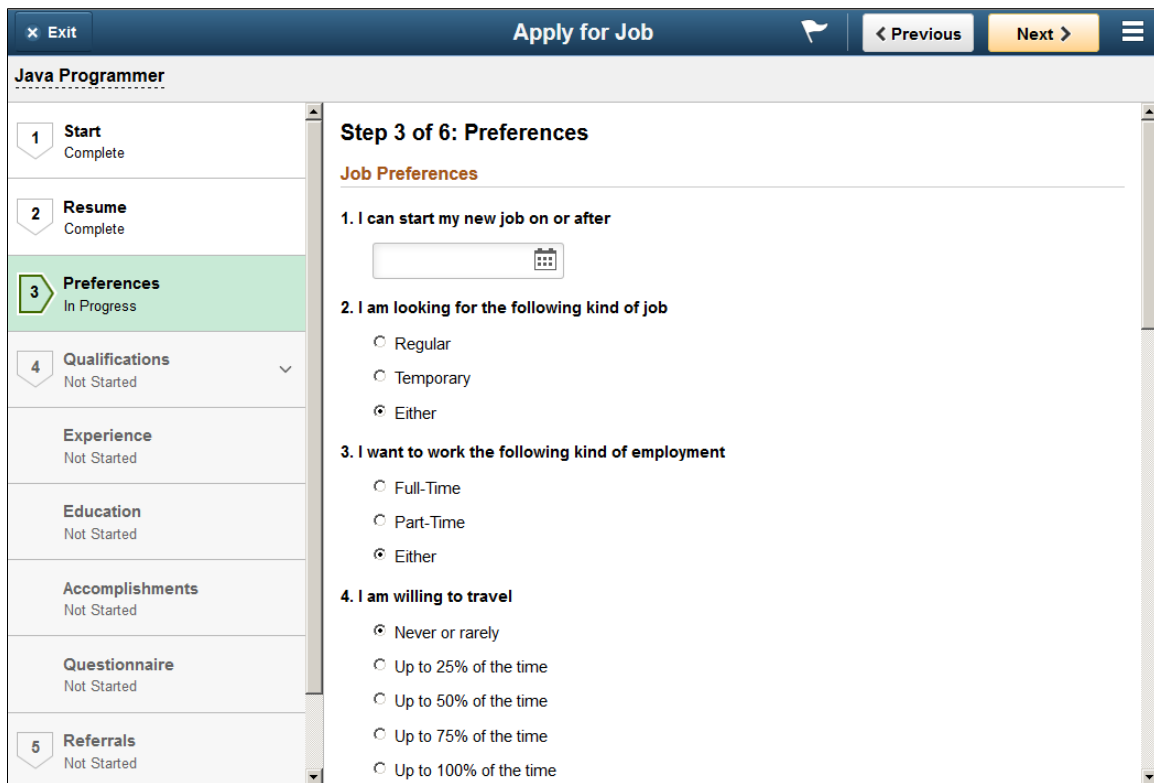 Exit
Apply for Job
Previous
Next
Java Programmer
1
Start
Complete
2
Resume
Complete
3
Preferences
In Progress
4
Qualifications
Not Started
Experience
Not Started
Education
Not Started
Accomplishments
Not Started
Questionnaire
Not Started
5
Referrals
Not Started
Step 3 of 6: Preferences
Job Preferences
1. I can start my new job on or after
2. I am looking for the following kind of job
Regular
Temporary
Either
3. I want to work the following kind of employment
Full-Time
Part-Time
Either
4. I am willing to travel
Never or rarely
Up to 25% of the time
Up to 50% of the time
Up to 75% of the time
Up to 100% of the time